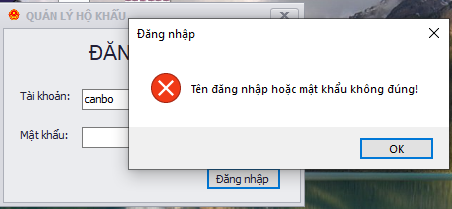 QUẢN LÝ HỘ KHẨU
Đăng nhập
ĐĂN
Tài khoản:
canbo
Tên đăng nhập hoặc mật khẩu không đúng!
Mật khẩu:
OK
Đăng nhập